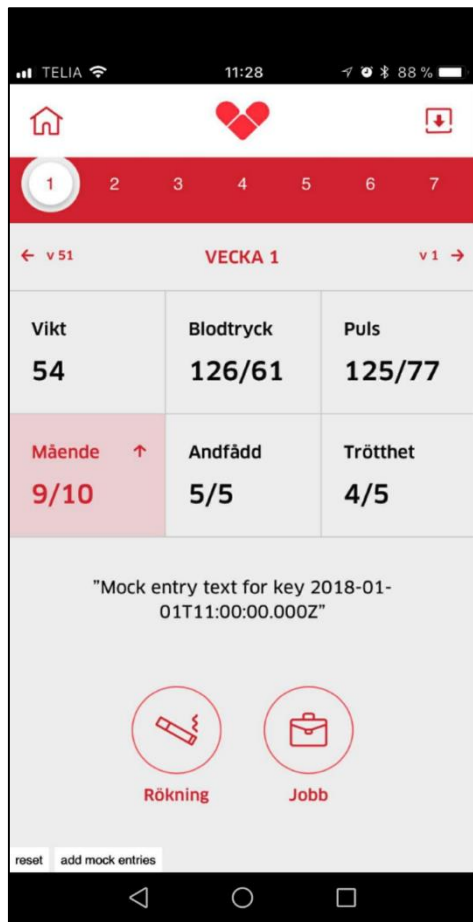 TELIA 11:28 88 %
1 2 3 4 5 6 7
v 51 VECKA 1 v 1
Vikt Blodtryck Puls
54 126/61 125/77
Mående Andfådd Trötthet
9/10 5/5 4/5
"Mock entry text for key 2018-01-
01T11:00:00.000Z”
Rökning Jobb
reset add mock entries